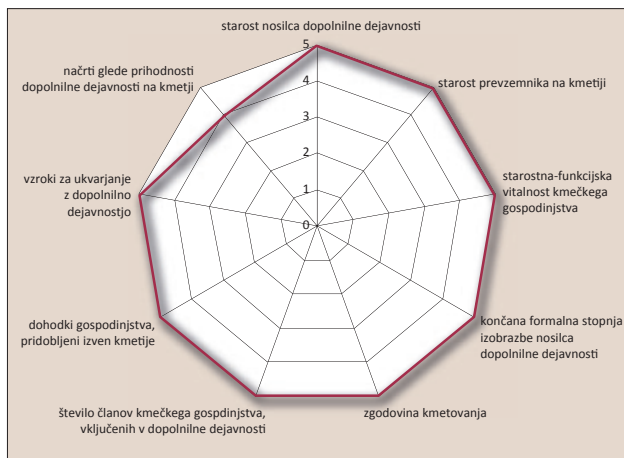 starost nosilca dopolnilne dejavnosti
5
4
3
2
1
0
starost prevzemnika na kmetiji
starostna-funkcijska
vitalnost kmečkega
gospodinjstva
končana formalna stopnja
izobrazbe nosilca
dopolnilne dejavnosti
zgodovina kmetovanja
število članov kmečkega gospdinjstva,
vključenih v dopolnilne dejavnosti
dohodki gospodinjstva,
pridobljeni izven kmetije
vzroki za ukvarjanje
z dopolnilno
dejavnostjo
načrti glede prihodnosti
dopolnilne dejavnosti na kmetji